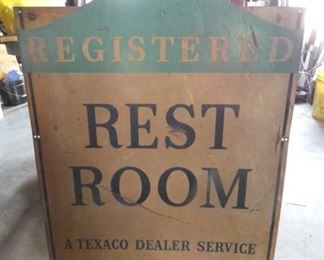 REGISTERED
REST
ROOM
A TEXACO DEALER SERVICE